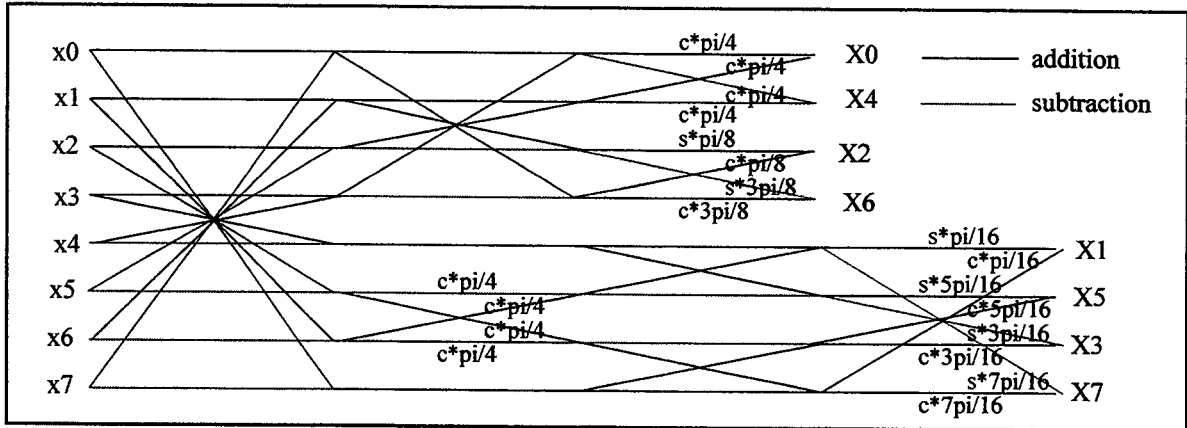 x0
x1
x2
x3
x4
x5
x6
x7
c*pi/4
c*pi/4
c*pi/4
c*pi/4
s*pi/8
c*pi/8
s*3pi/8
c*3pi/8
X0
X4
X2
X6
addition
subtraction
c*pi/4
c*pi/4
c*pi/4
c*pi/4
s*pi/16
c*pi/16
s*5pi/16
c*5pi/16
s*3pi/16
c*3pi/16
s*7pi/16
c*7pi/16
X1
X5
X3
X7